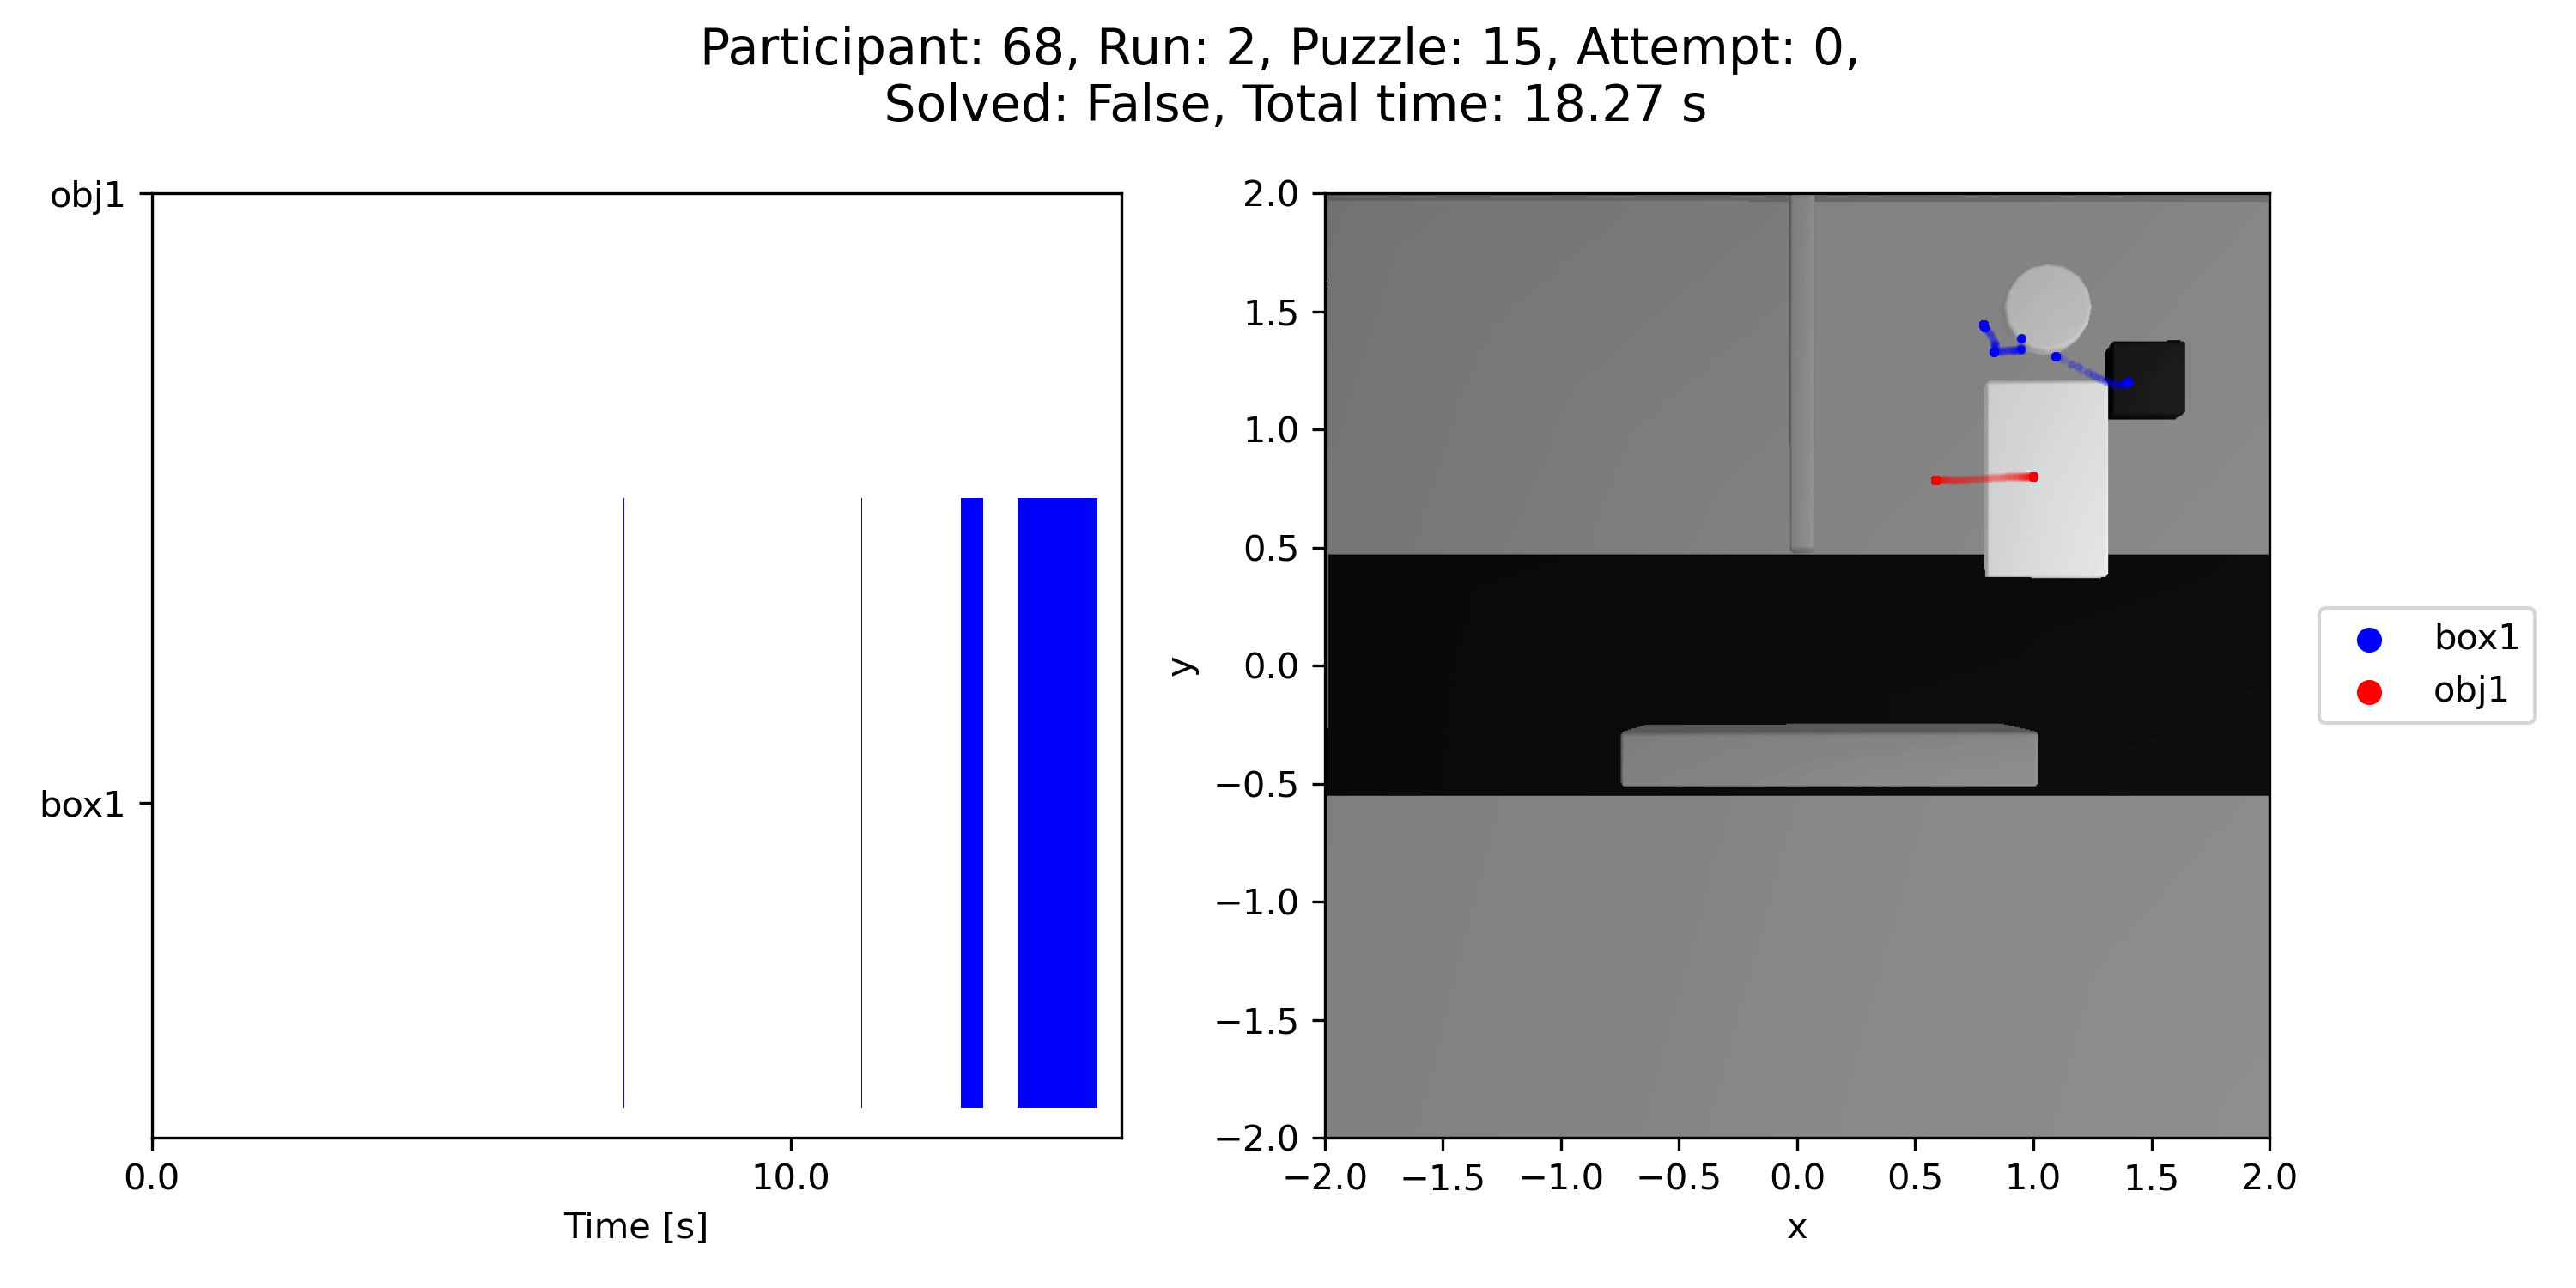 Participant: 68, Run: 2, Puzzle: 15, Attempt: 0,
Solved: False, Total time: 18.27 s
obj1
box1
0.0
10.0
Time [s]
2.0
1.5
1.0
0.5
0.0
−0.5
−1.0
−1.5
−2.0
y
−2.0
−1.5
−1.0
−0.5
0.0
0.5
1.0
1.5
2.0
x
box1
obj1